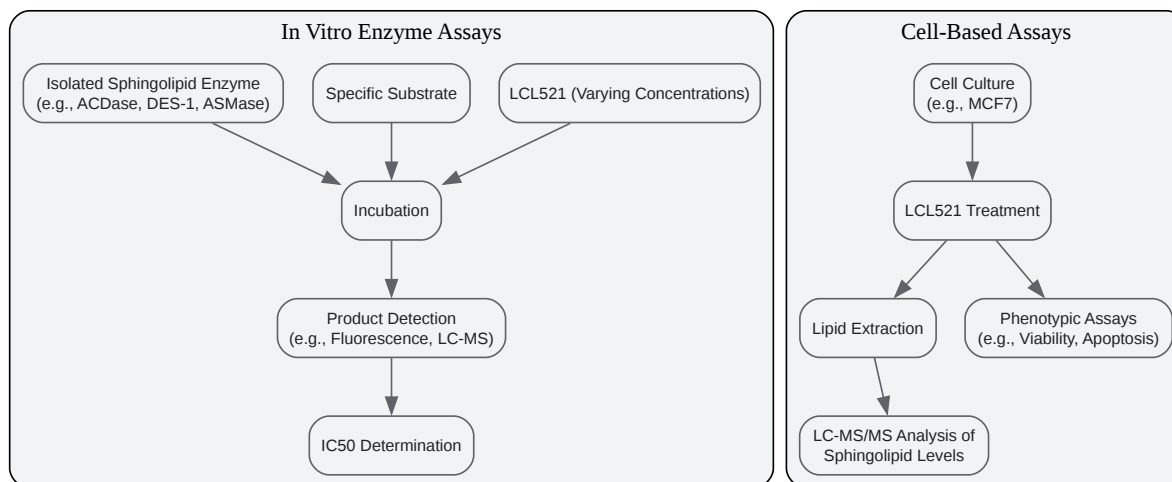 In Vitro Enzyme Assays
Isolated Sphingolipid Enzyme
(e.g., ACDase, DES-1, ASMase)
Specific Substrate
LCL521 (Varying Concentrations)
Incubation
Product Detection
(e.g., Fluorescence, LC-MS)
IC50 Determination
Cell-Based Assays
Cell Culture
(e.g., MCF7)
LCL521 Treatment
Lipid Extraction
Phenotypic Assays
(e.g., Viability, Apoptosis)
LC-MS/MS Analysis of
Sphingolipid Levels